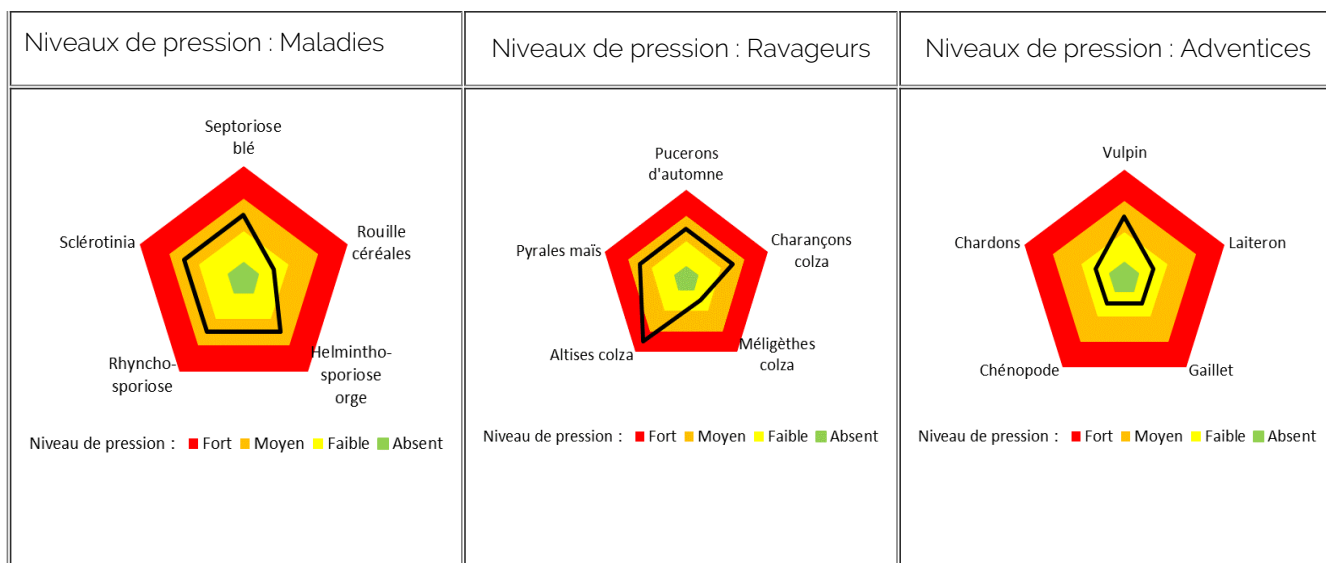 Niveaux de pression : Maladies
Niveaux de pression : Ravageurs
Niveaux de pression : Adventices
Septoriose
blé
Rouille
céréales
Helmintho-
sporiose
orge
Rhyncho-
sporiose
Sclérotinia
Niveau de pression : Fort Moyen Faible Absent
Pucerons
d'automne
Charançons
colza
Méligèthes
colza
Altises colza
Pyrales maïs
Niveau de pression : Fort Moyen Faible Absent
Vulpin
Laiteron
Gaillet
Chénopode
Chardons
Niveau de pression : Fort Moyen Faible Absent